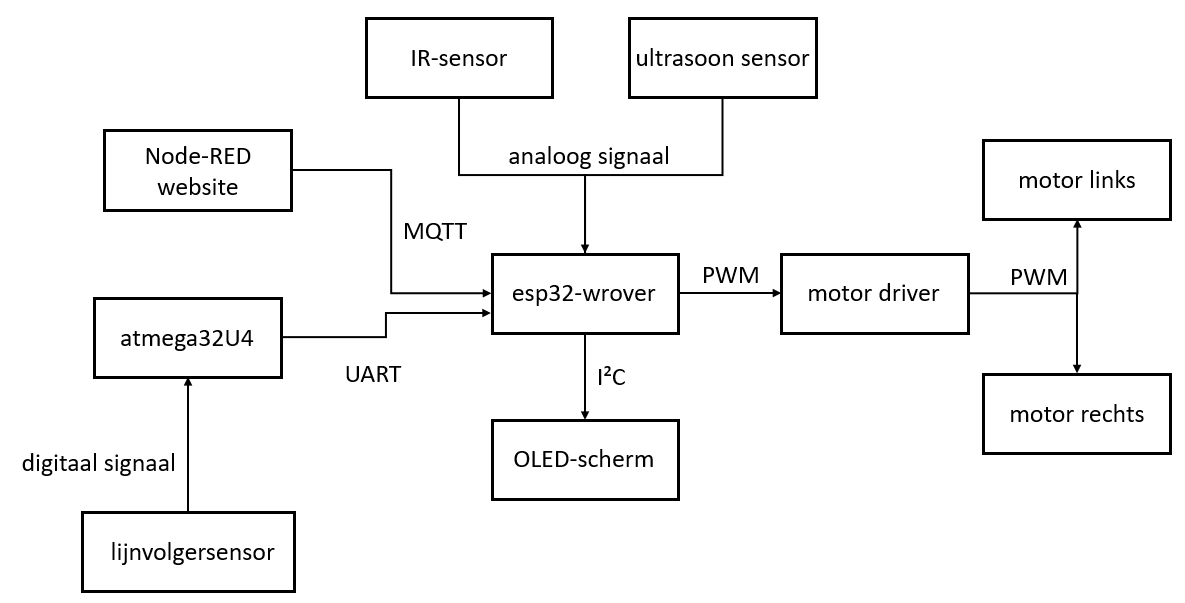 IR-sensor
ultrasoon sensor
Node-RED
website
analoog signaal
motor links
MQTT
esp32-wrover
PWM
motor driver
PWM
atmega32U4
UART
I²C
motor rechts
digitaal signaal
OLED-scherm
lijnvolgersensor